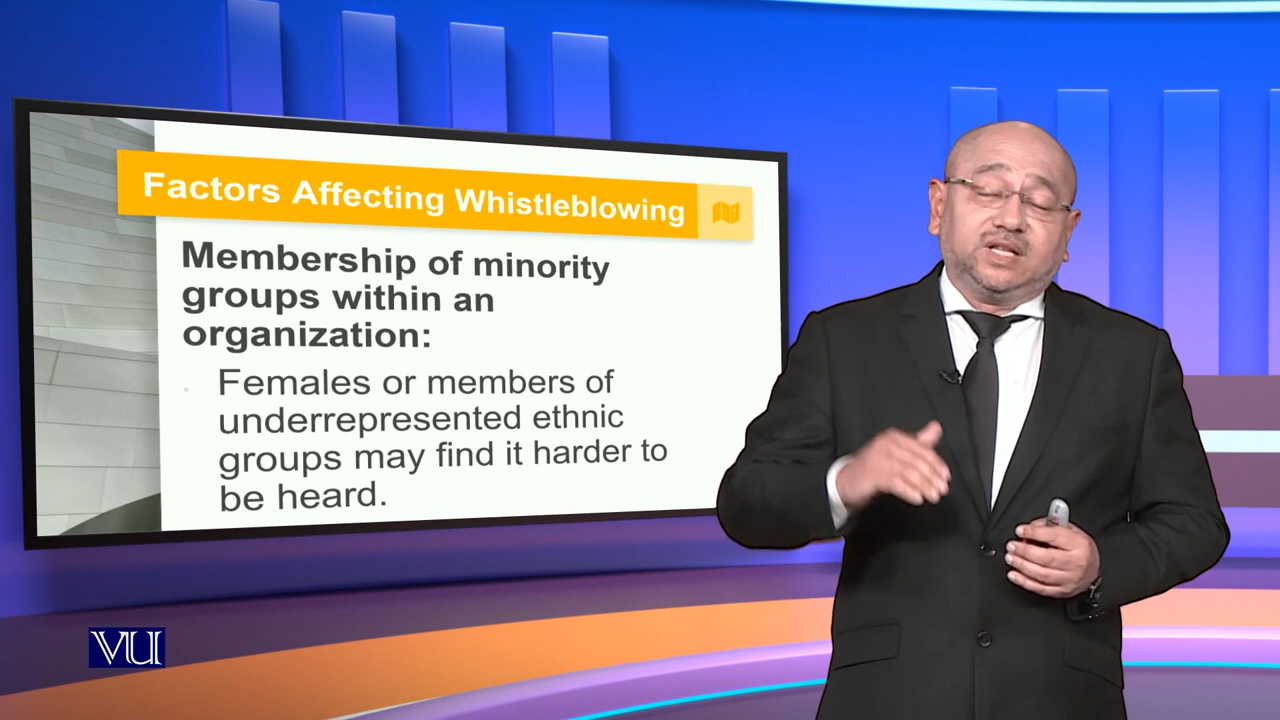 Factors Affecting Whistleblowing
Membership of minority
groups within an
organization:
Females or members of
underrepresented ethnic
groups may find it harder to
be heard.
VU